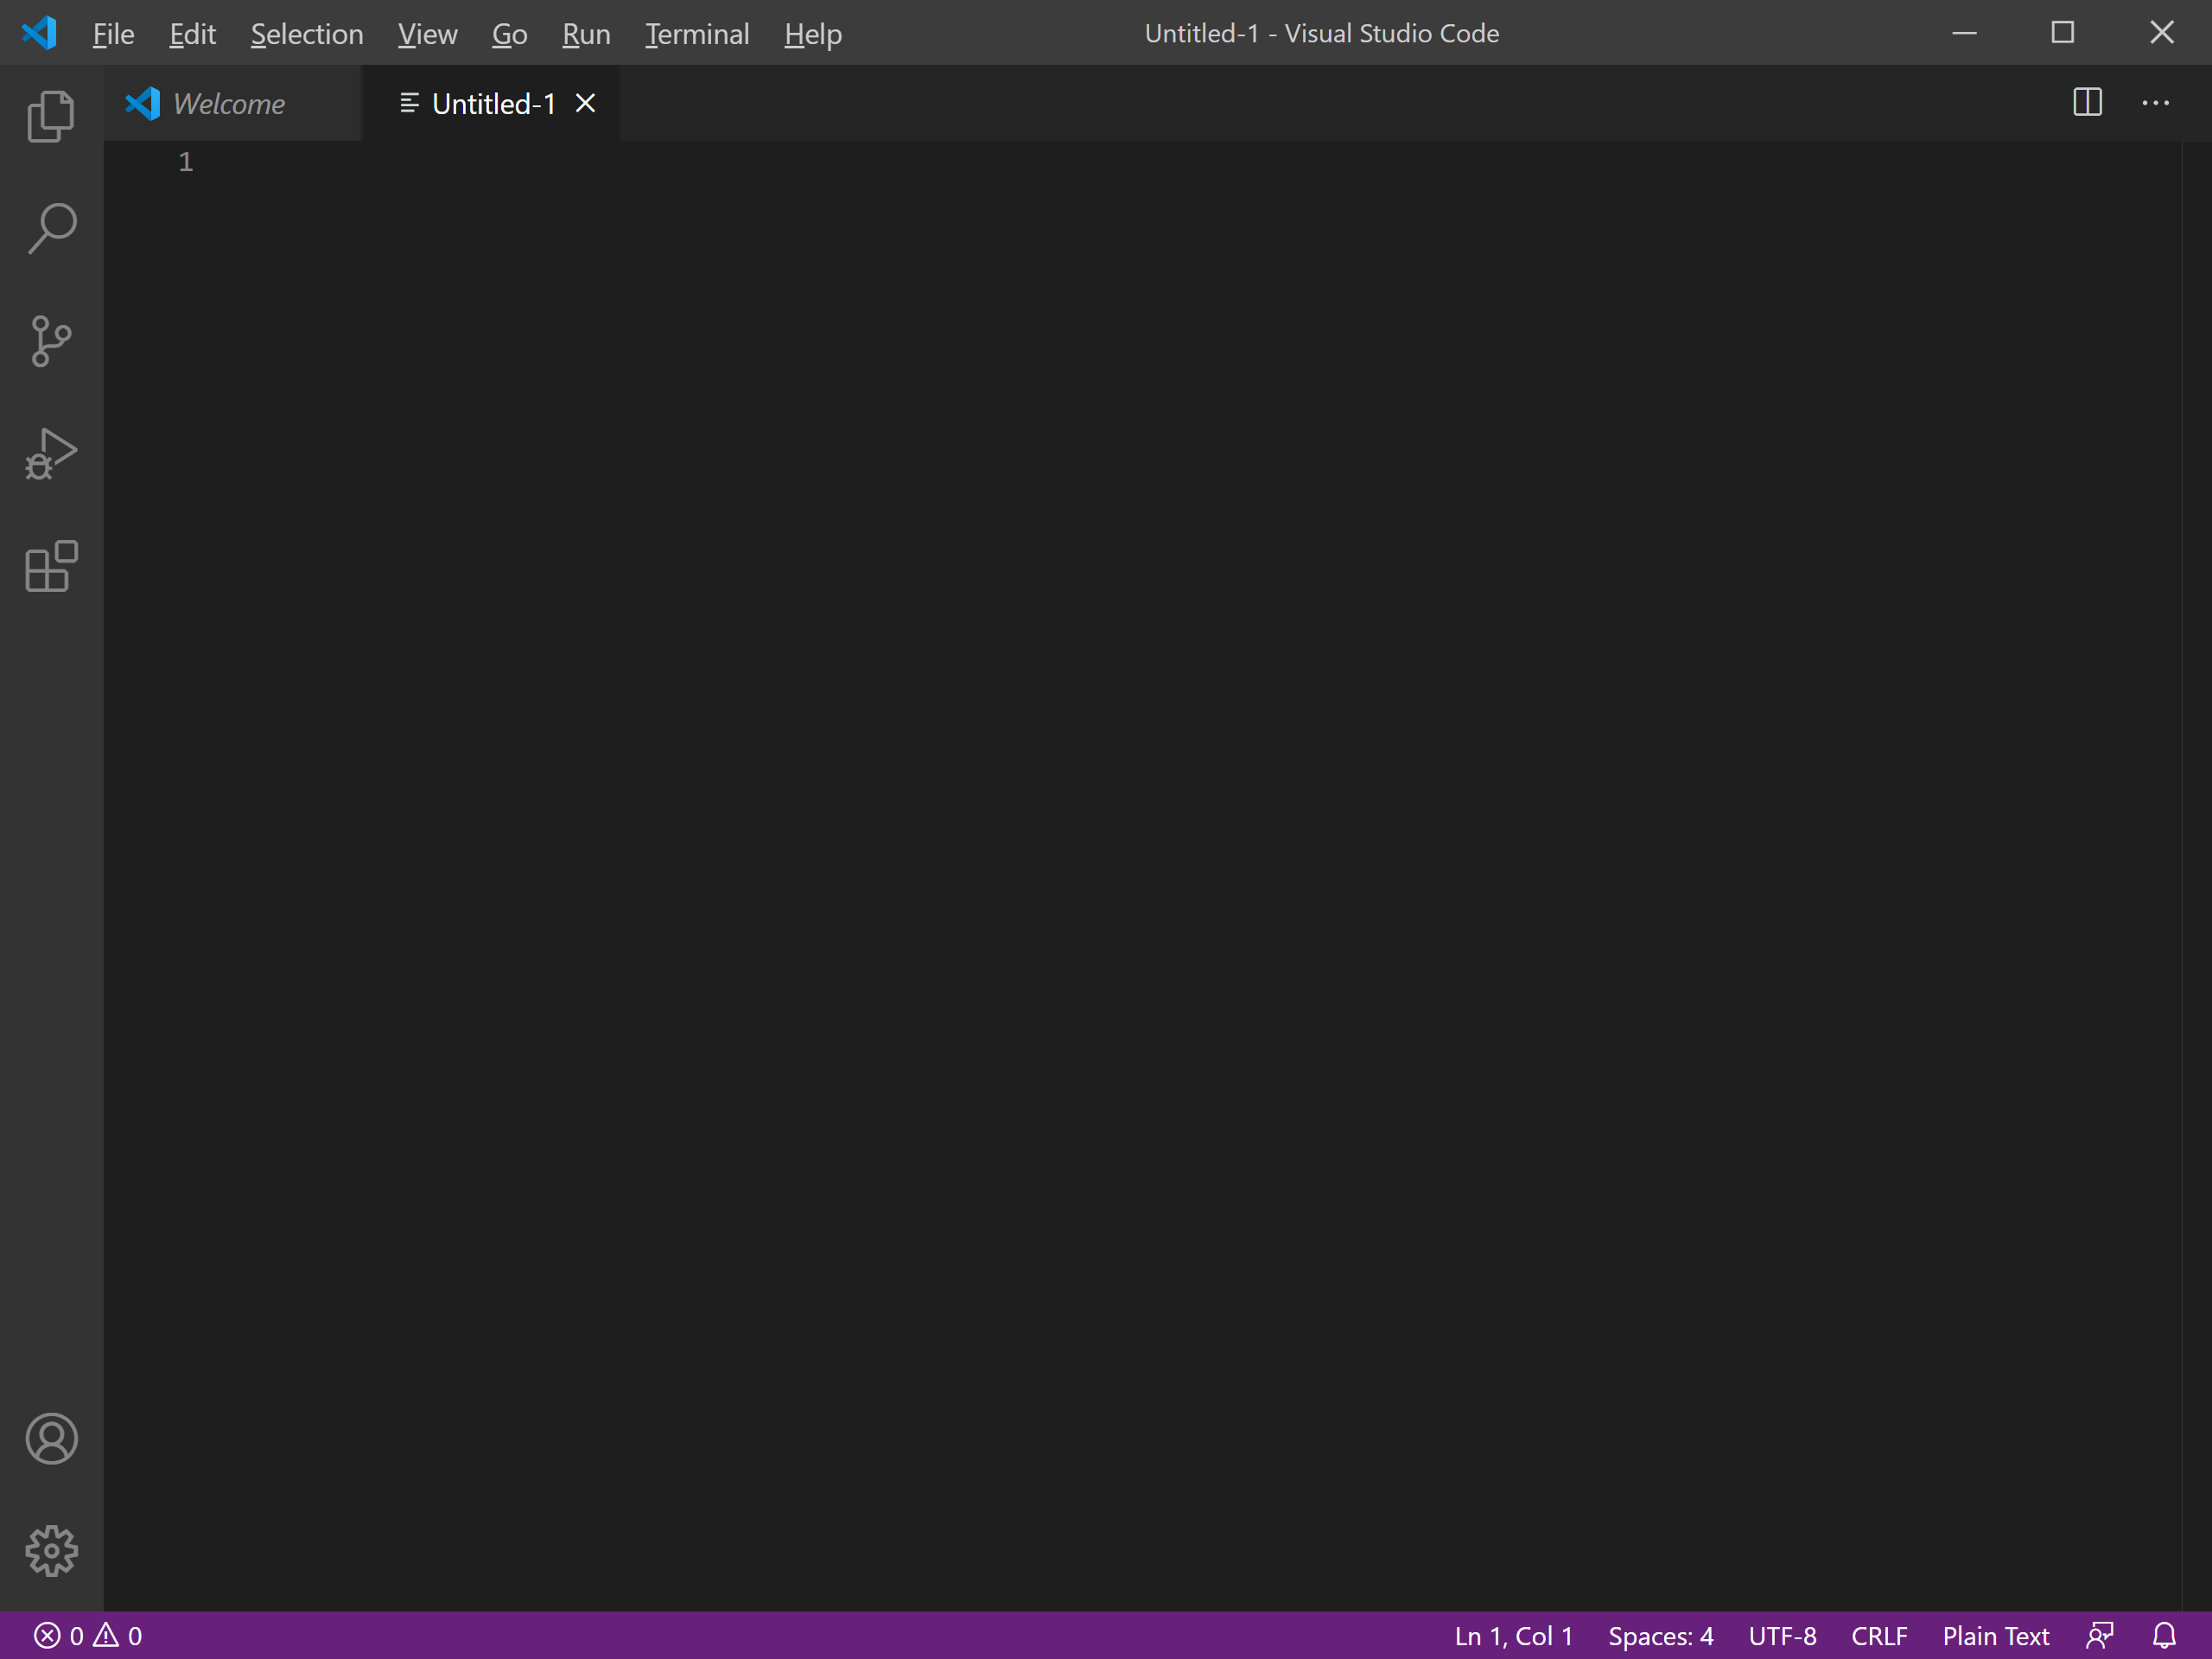 File Edit Selection View Go Run Terminal Help Untitled-1 - Visual Studio Code
Welcome Untitled-1
1
0 0 Ln 1, Col 1 Spaces: 4 UTF-8 CRLF Plain Text